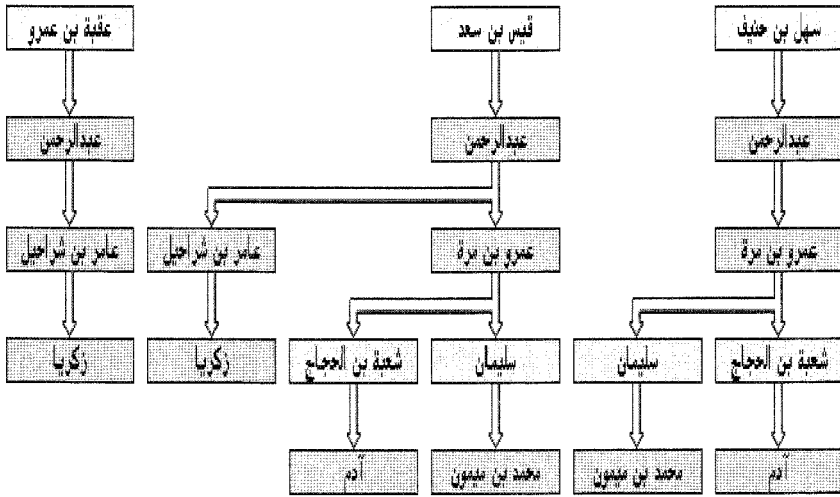 سهل بن حنيف قيس بن سعد عقبة بن عمرو
عبدالرحمن عبدالرحمن عبدالرحمن
عمرو بن مرة عمرو بن مرة عامر بن شراحيل عامر بن شراحيل
شعبة بن الحجاج سليمان سليمان شعبة بن الحجاج زكريا زكريا
آدم محمد بن ميمون محمد بن ميمون آدم